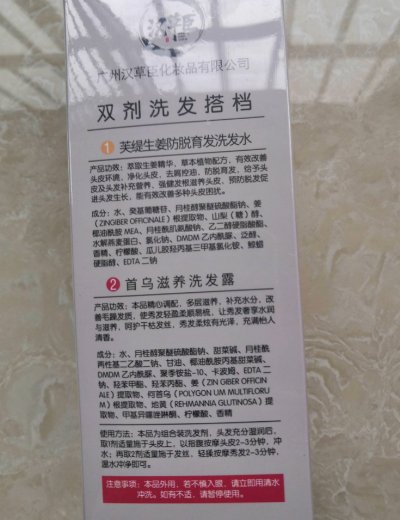 汉草臣
广州汉草臣化妆品有限公司
双剂洗发搭档
1 芙缇生姜防脱育发洗发水
产品功效：萃取生姜精华，草本植物配方，有效改善
头皮环境，净化头皮，去屑控油，防脱育发，给予头
皮及头发补充营养，强健发根滋养头皮，预防脱发促
进头发生长，能有效改善多种头皮困扰。
成分：水、癸基葡糖苷、月桂醇聚醚硫酸酯钠、姜
(ZINGIBER OFFICINALE) 根提取物、山梨（糖）醇、
椰油酰胺 MEA、月桂酰肌氨酸钠、乙二醇硬脂酸酯、
水解燕麦蛋白、氯化钠、DMDM 乙内酰脲、泛醇、
香精、柠檬酸、瓜儿胶羟丙基三甲基氯化铵、鲸蜡
硬脂醇、EDTA 二钠
2 首乌滋养洗发露
产品功效：本品精心调配，多层滋养，补充水分，改
善毛躁发质，使秀发轻盈柔顺易梳，让秀发奢享水润
与滋养，呵护干枯发丝，秀发柔炫有光泽，充满怡人
清香。
成分：水、月桂醇聚醚硫酸酯钠、甜菜碱、月桂酰
两性基二乙酸二钠、甘油、椰油酰胺丙基甜菜碱、
DMDM 乙内酰脲、聚季铵盐-10、卡波姆、EDTA 二
钠、羟苯甲酯、羟苯丙酯、姜（ZIN GIBER OFFICIN
ALE）提取物、何首乌（POLYGON UM MULTIFLORU
M）根提取物、地黄（REHMANNIA GLUTINOSA）提
取物、甲基异噻唑啉酮、柠檬酸、香精
使用方法：本品为组合装洗发剂，头发充分湿润后，
取1剂适量施于头皮上，以指腹按摩头皮2-3分钟，冲
水；再取2剂适量施于发丝，轻揉按摩秀发2-3分钟，
温水冲净即可。
注意事项：本品外用，若不慎入眼，请立即用清水
冲洗。如有不适，请暂停使用。